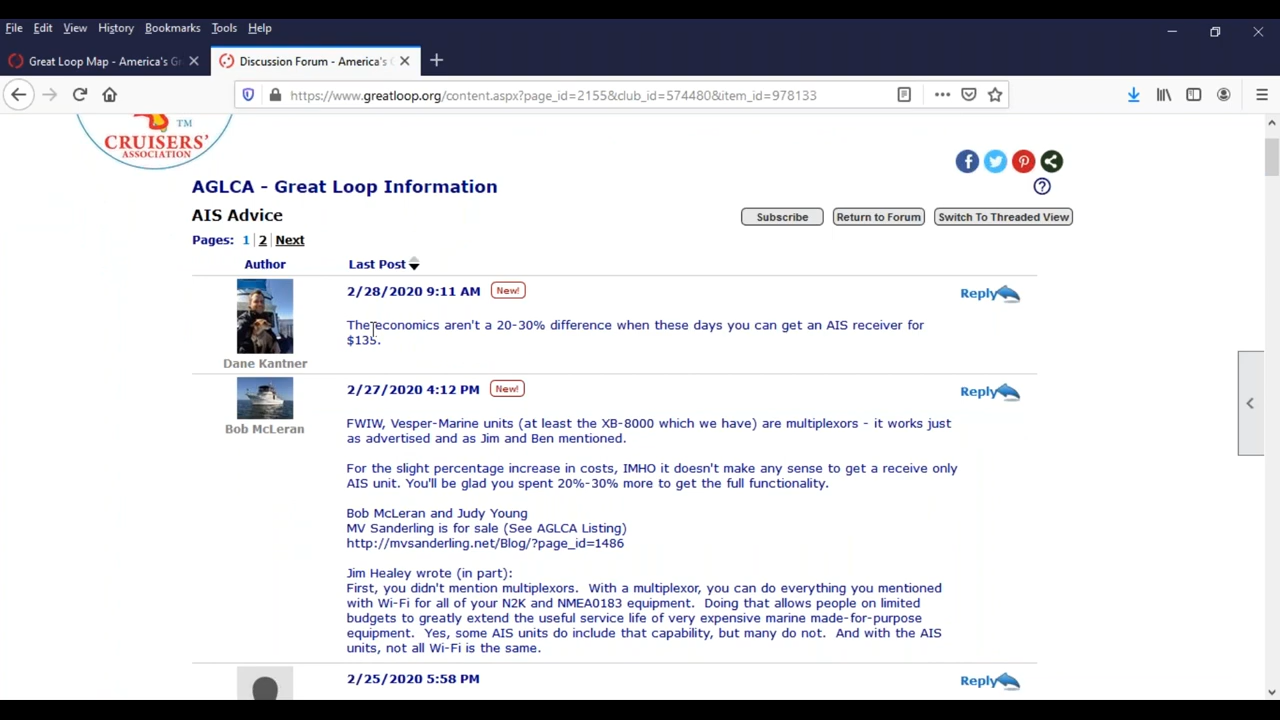 File Edit View History Bookmarks Tools Help
Great Loop Map - America's Gr
Discussion Forum - America's
https://www.greatloop.org/content.aspx?page_id=2155&club_id=574480&item_id=978133
TM
CRUISERS'
ASSOCIATION
AGLCA - Great Loop Information
AIS Advice
Subscribe Return to Forum Switch To Threaded View
Pages: 1 | 2 Next
Author Last Post
2/28/2020 9:11 AM New! Reply
The economics aren't a 20-30% difference when these days you can get an AIS receiver for
$135.
Dane Kantner
2/27/2020 4:12 PM New! Reply
Bob McLeran
FWIW, Vesper-Marine units (at least the XB-8000 which we have) are multiplexors - it works just
as advertised and as Jim and Ben mentioned.
For the slight percentage increase in costs, IMHO it doesn't make any sense to get a receive only
AIS unit. You'll be glad you spent 20%-30% more to get the full functionality.
Bob McLeran and Judy Young
MV Sanderling is for sale (See AGLCA Listing)
http://mvsanderling.net/Blog/?page_id=1486
Jim Healey wrote (in part):
First, you didn't mention multiplexors. With a multiplexor, you can do everything you mentioned
with Wi-Fi for all of your N2K and NMEA0183 equipment. Doing that allows people on limited
budgets to greatly extend the useful service life of very expensive marine made-for-purpose
equipment. Yes, some AIS units do include that capability, but many do not. And with the AIS
units, not all Wi-Fi is the same.
2/25/2020 5:58 PM Reply